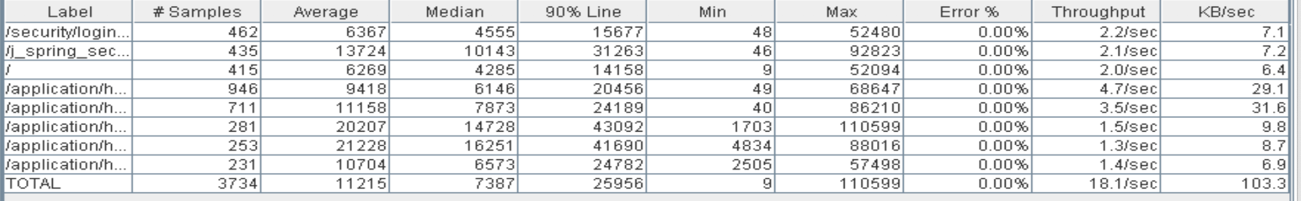 Label # Samples Average Median 90% Line Min Max Error % Throughput KB/sec
/security/login... 462 6367 4555 15677 48 52480 0.00% 2.2/sec 7.1
/j_spring_sec... 435 13724 10143 31263 46 92823 0.00% 2.1/sec 7.2
/ 415 6269 4285 14158 9 52094 0.00% 2.0/sec 6.4
/application/h... 946 9418 6146 20456 49 68647 0.00% 4.7/sec 29.1
/application/h... 711 11158 7873 24189 40 86210 0.00% 3.5/sec 31.6
/application/h... 281 20207 14728 43092 1703 110599 0.00% 1.5/sec 9.8
/application/h... 253 21228 16251 41690 4834 88016 0.00% 1.3/sec 8.7
/application/h... 231 10704 6573 24782 2505 57498 0.00% 1.4/sec 6.9
TOTAL 3734 11215 7387 25956 9 110599 0.00% 18.1/sec 103.3